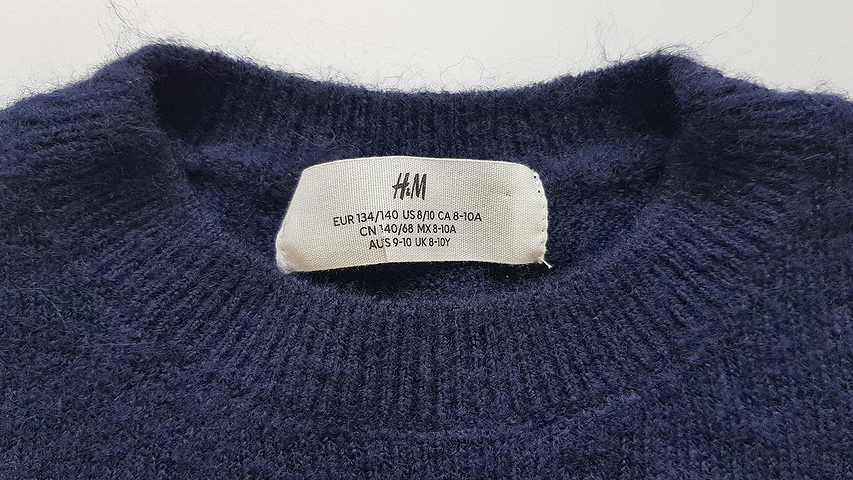 H&M
EUR 134/140 US 8/10 CA 8-10A
CN 140/68 MX 8-10A
AUS 9-10 UK 8-10Y